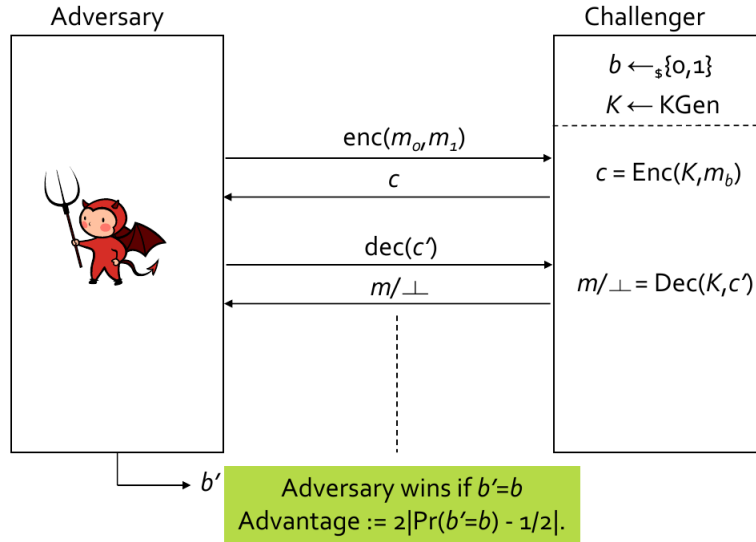 Adversary
Challenger
b ←$ {0,1}
K ← KGen
enc(m₀,m₁)
c = Enc(K,m_b)
c
dec(c′)
m/⊥ = Dec(K,c′)
m/⊥
b′
Adversary wins if b′=b
Advantage := 2|Pr(b′=b) - 1/2|.